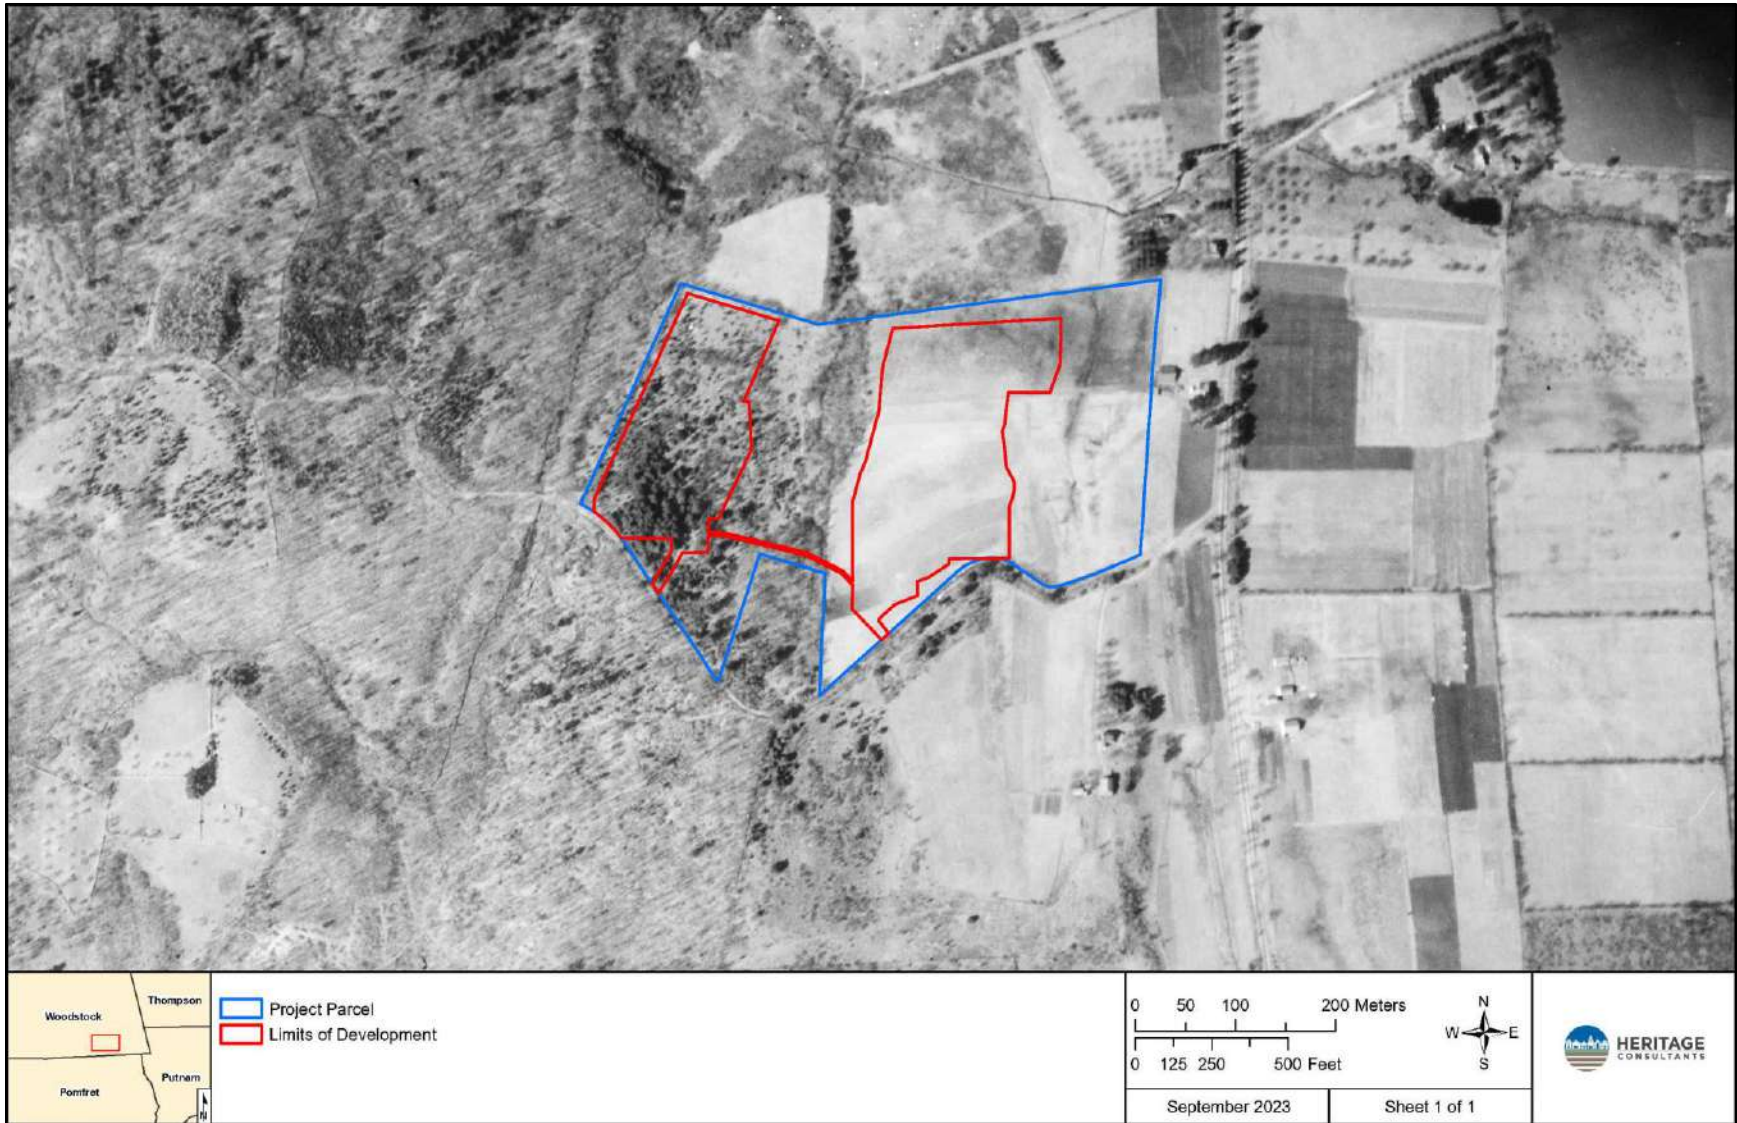 Thompson
Woodstock
Putnam
Pomfret
N
Project Parcel
Limits of Development
0 50 100 200 Meters
0 125 250 500 Feet
N
W E
S
HERITAGE
CONSULTANTS
September 2023
Sheet 1 of 1